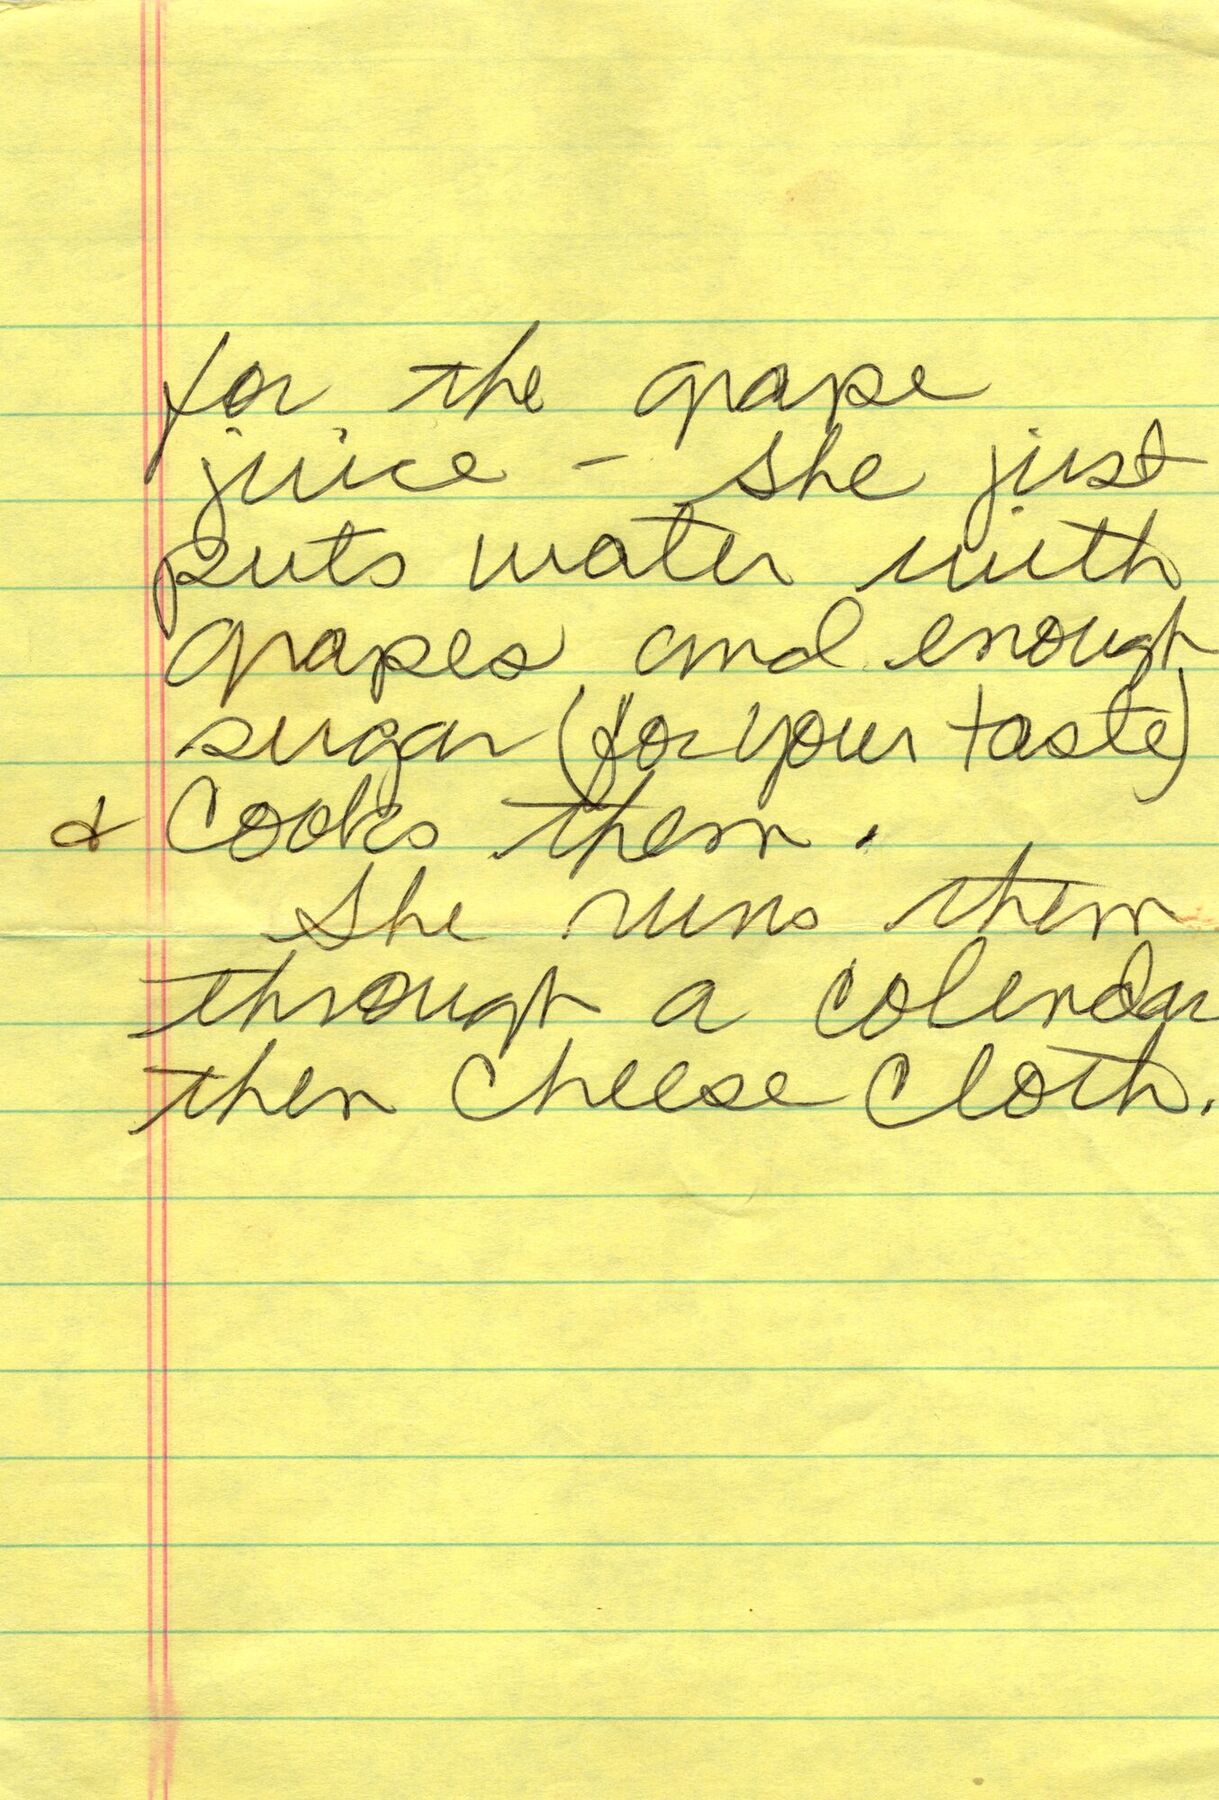 for the grape
juice - She just
puts water with
grapes and enough
sugar (for your taste)
& Cooks them.
She runs them
through a colendar
then Cheese Cloth.